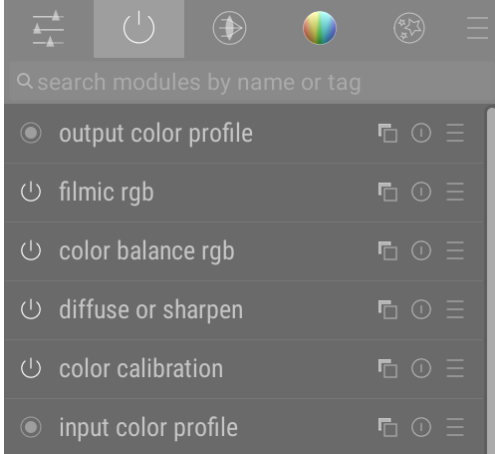 search modules by name or tag
output color profile
filmic rgb
color balance rgb
diffuse or sharpen
color calibration
input color profile